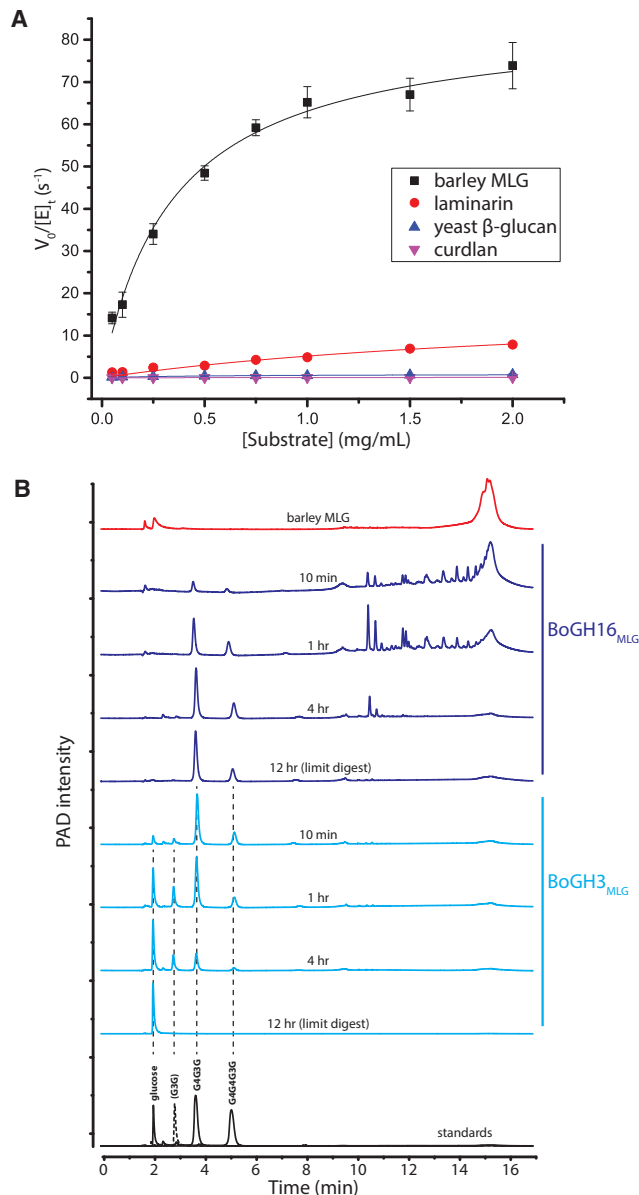 A
V₀/[E]ₜ (s⁻¹)
80
70
60
50
40
30
20
10
0
barley MLG
laminarin
yeast β-glucan
curdlan
0.0 0.5 1.0 1.5 2.0
[Substrate] (mg/mL)
B
PAD intensity
barley MLG
10 min
1 hr
4 hr
12 hr (limit digest)
BoGH16MLG
10 min
1 hr
4 hr
12 hr (limit digest)
BoGH3MLG
glucose
(G3G)
G4G3G
G4G4G3G
standards
0 2 4 6 8 10 12 14 16
Time (min)